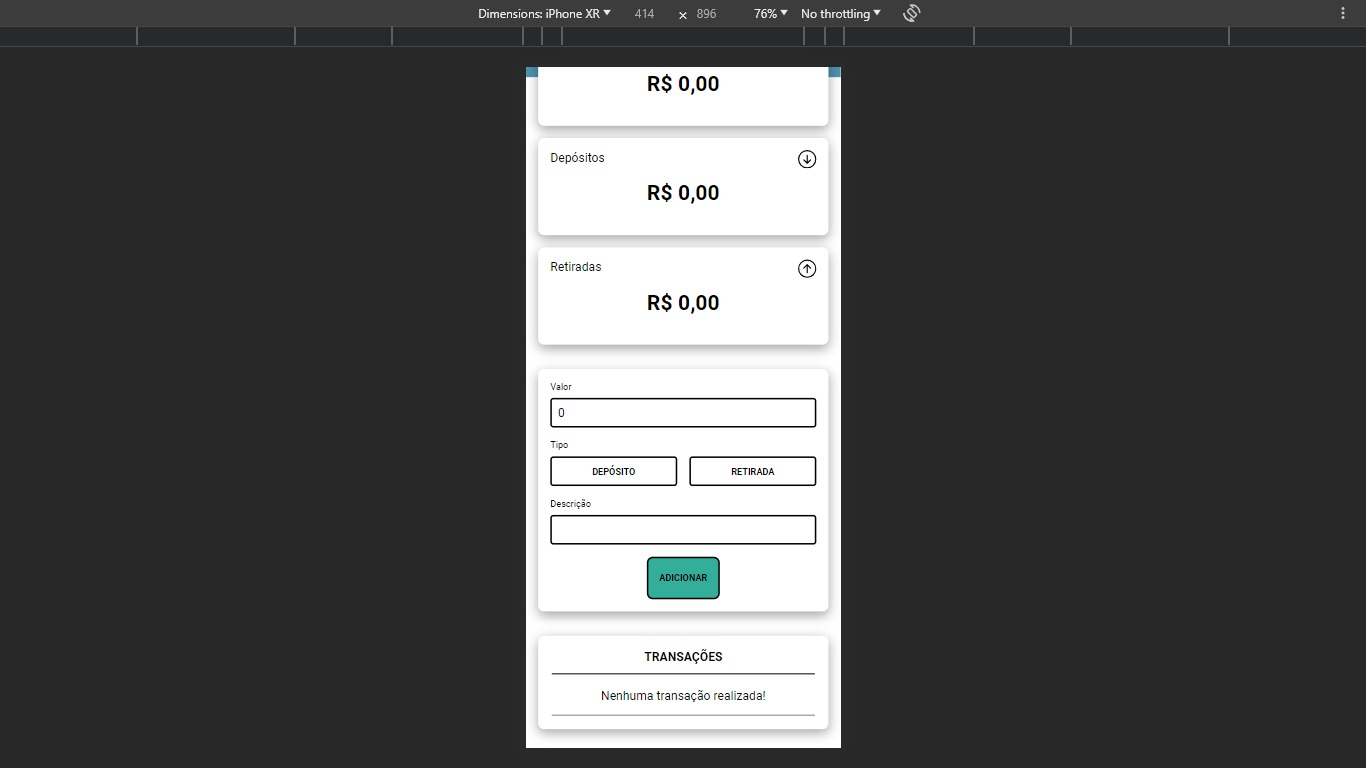 Dimensions: iPhone XR 414 × 896 76% No throttling
R$ 0,00
Depósitos
R$ 0,00
Retiradas
R$ 0,00
Valor
0
Tipo
DEPÓSITO RETIRADA
Descrição
ADICIONAR
TRANSAÇÕES
Nenhuma transação realizada!